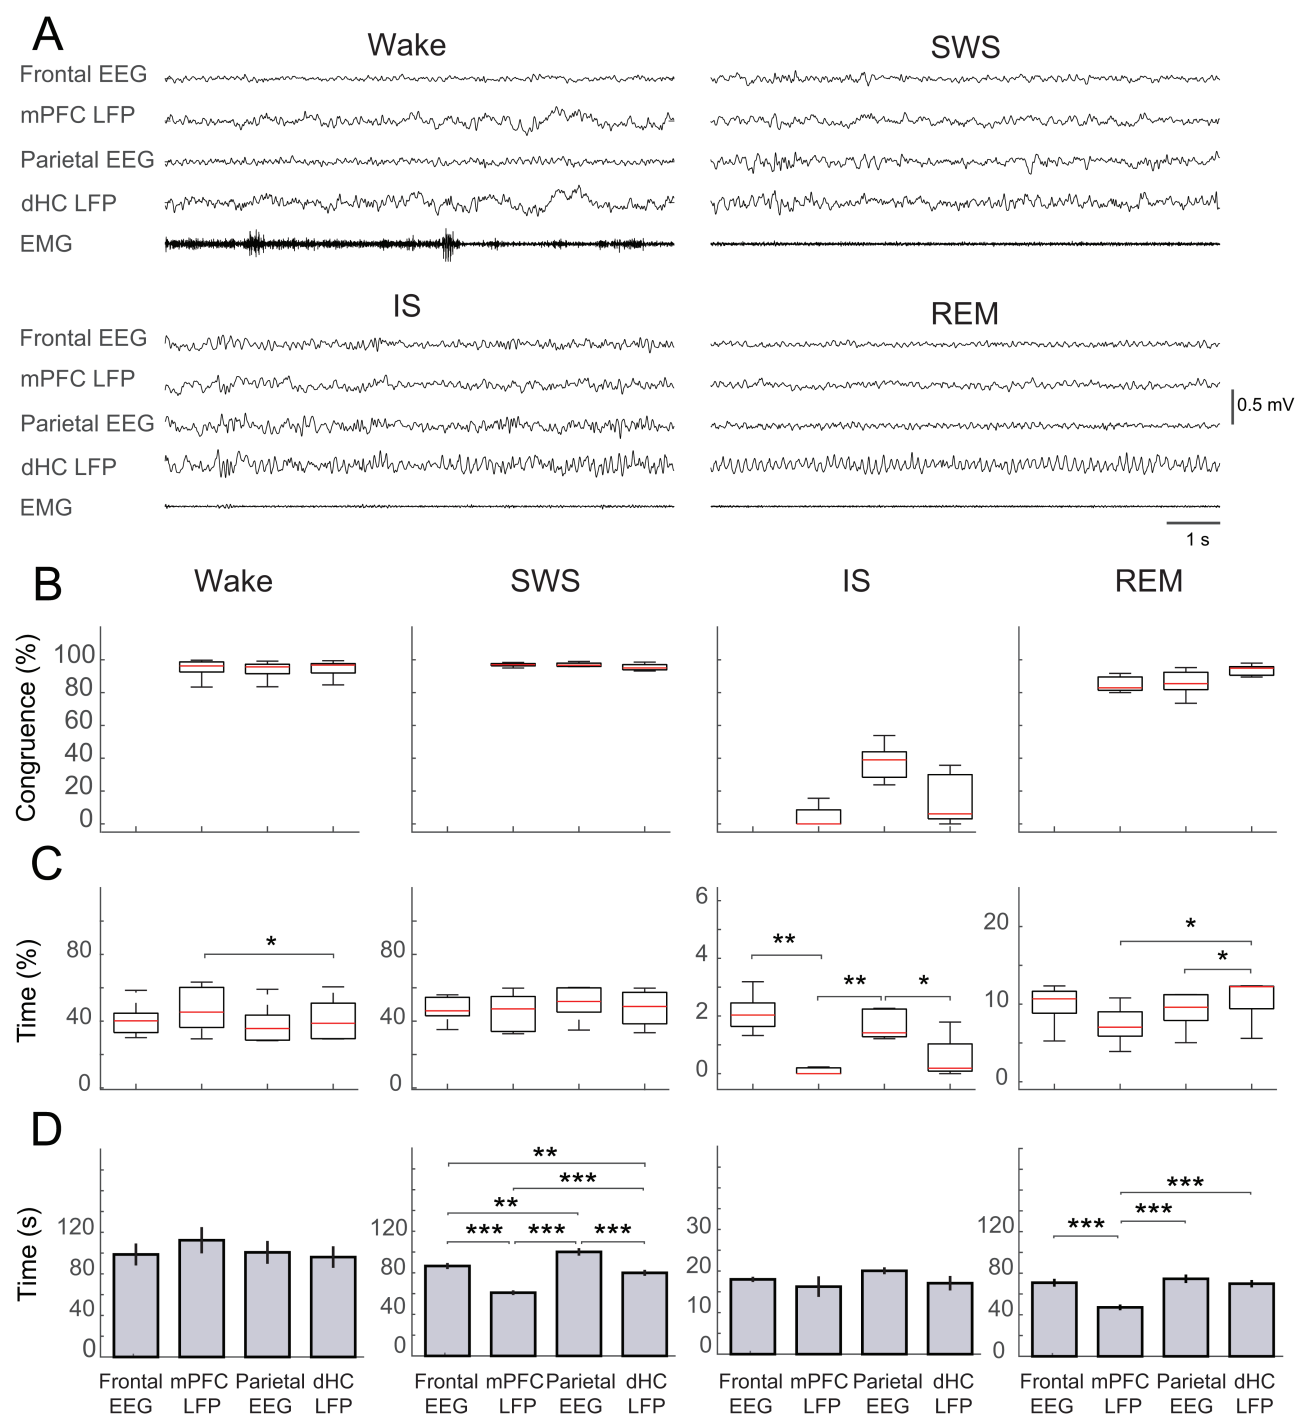 A
Wake
SWS
Frontal EEG
mPFC LFP
Parietal EEG
dHC LFP
EMG
IS
REM
Frontal EEG
mPFC LFP
Parietal EEG
dHC LFP
EMG
0.5 mV
1 s
B
Wake
SWS
IS
REM
Congruence (%)
100
80
60
40
20
0
C
Time (%)
80
40
0
*
80
40
0
6
4
2
0
**
**
*
20
10
0
*
*
D
Time (s)
120
80
40
0
120
80
40
0
**
***
**
***
***
***
30
20
10
0
120
80
40
0
***
***
***
Frontal EEG
mPFC LFP
Parietal EEG
dHC LFP
Frontal EEG
mPFC LFP
Parietal EEG
dHC LFP
Frontal EEG
mPFC LFP
Parietal EEG
dHC LFP
Frontal EEG
mPFC LFP
Parietal EEG
dHC LFP